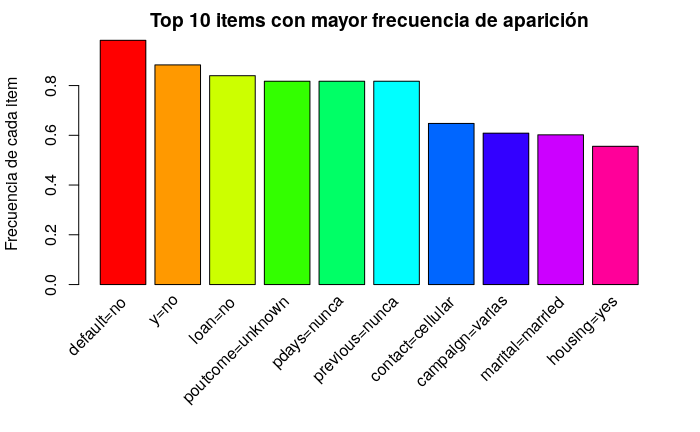 Top 10 items con mayor frecuencia de aparición
Frecuencia de cada item
0.8
0.6
0.4
0.2
0.0
default=no
y=no
loan=no
poutcome=unknown
pdays=nunca
previous=nunca
contact=cellular
campaign=varias
marital=married
housing=yes